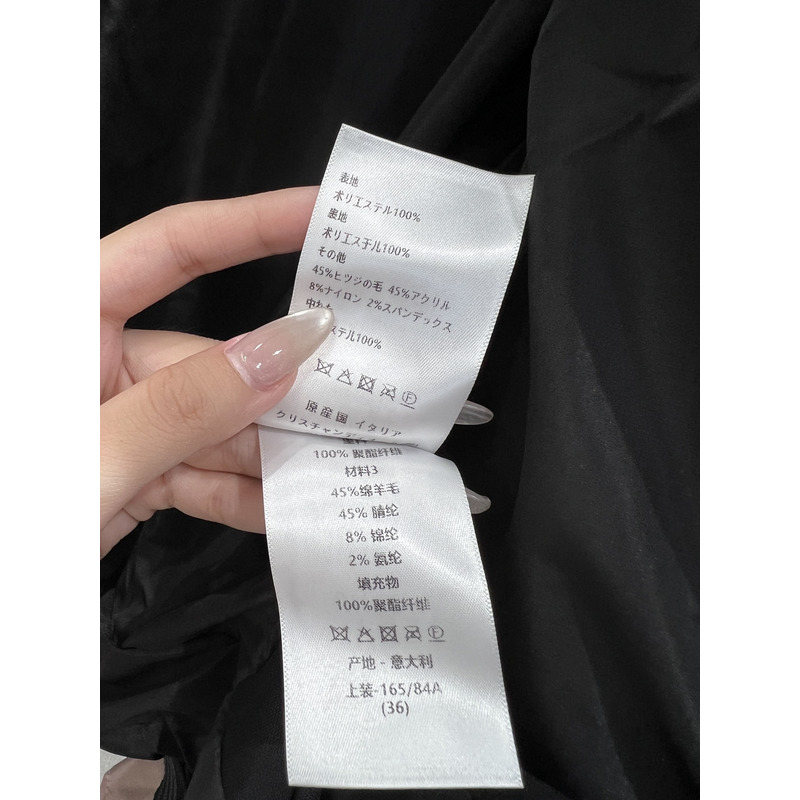 表地
ポリエステル100%
裏地
ポリエステル100%
その他
45%ヒツジの毛 45%アクリル
8%ナイロン 2%スパンデックス
ステル100%
原産国 イタリア
クリスチャン
100% 聚酯纤维
材料3
45%绵羊毛
45% 腈纶
8% 锦纶
2% 氨纶
填充物
100%聚酯纤维
产地 - 意大利
上装-165/84A
(36)